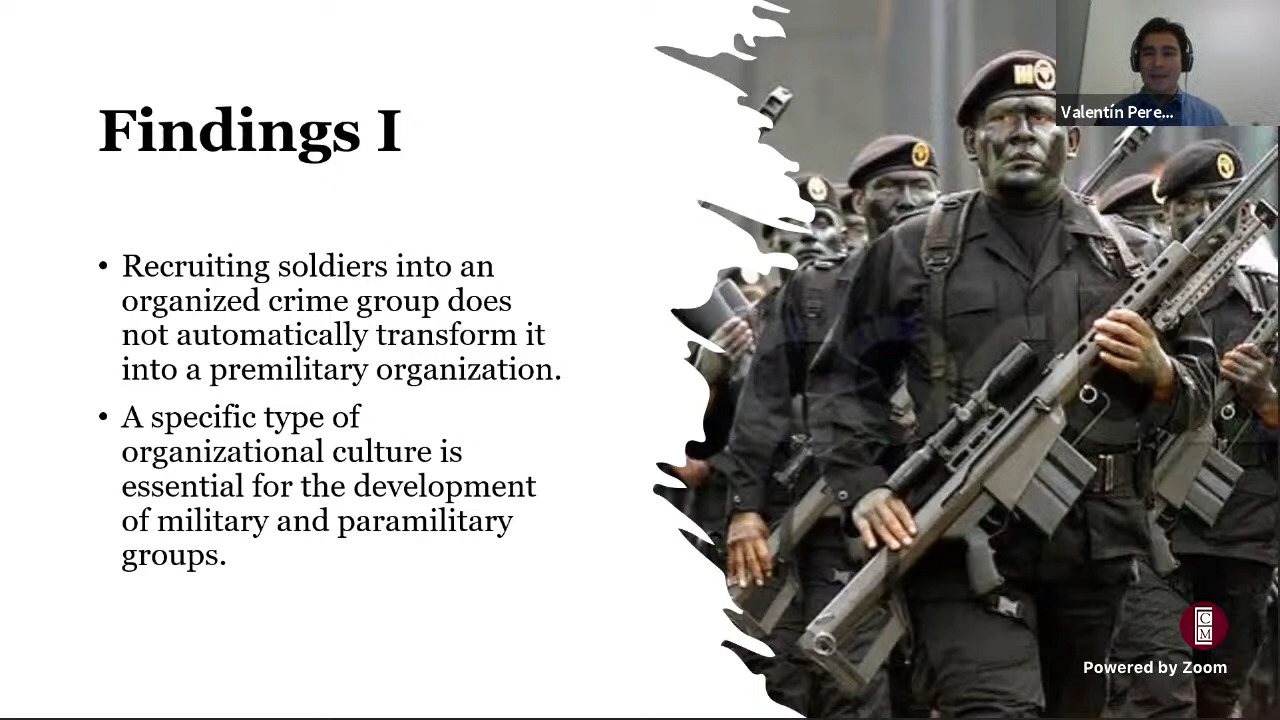 Findings I
• Recruiting soldiers into an
organized crime group does
not automatically transform it
into a premilitary organization.
• A specific type of
organizational culture is
essential for the development
of military and paramilitary
groups.
Valentín Pere...
C
M
Powered by Zoom